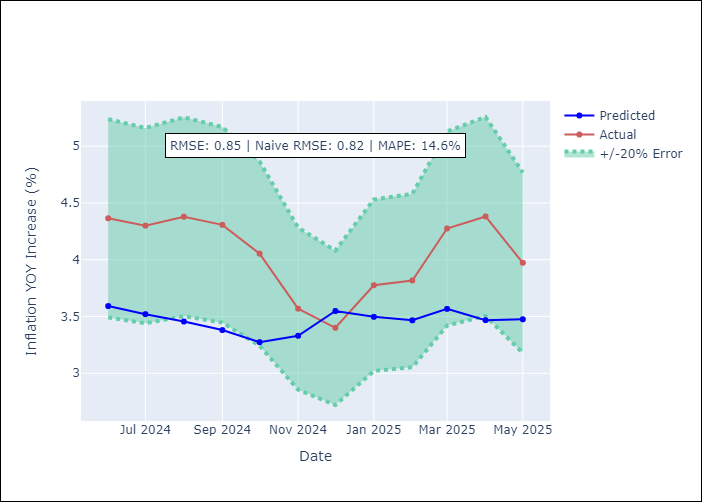 RMSE: 0.85 | Naive RMSE: 0.82 | MAPE: 14.6%
Predicted
Actual
+/-20% Error
Inflation YOY Increase (%)
5
4.5
4
3.5
3
Jul 2024
Sep 2024
Nov 2024
Jan 2025
Mar 2025
May 2025
Date